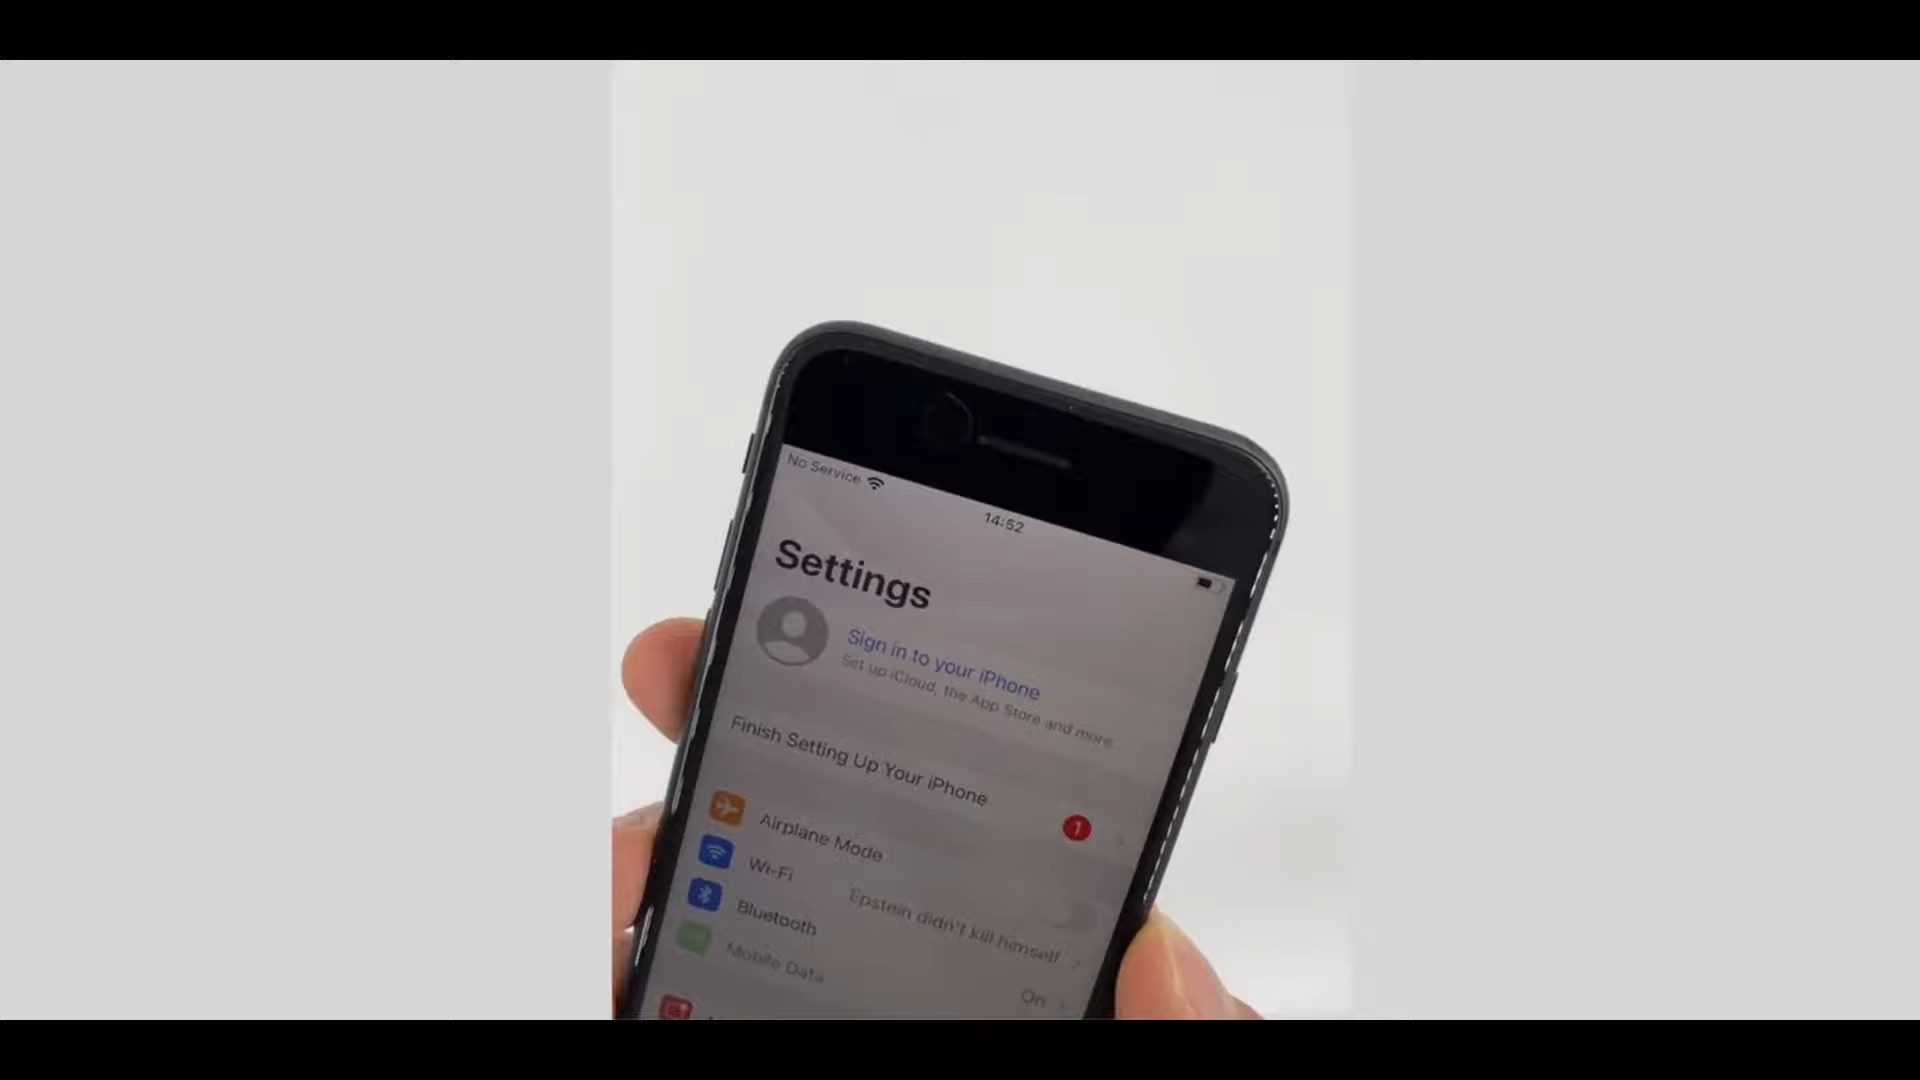 No Service
14:52
Settings
Sign in to your iPhone
Set up iCloud, the App Store and more
Finish Setting Up Your iPhone
1
Airplane Mode
Wi-Fi
Epstein didn't kill himself
Bluetooth
On
Mobile Data